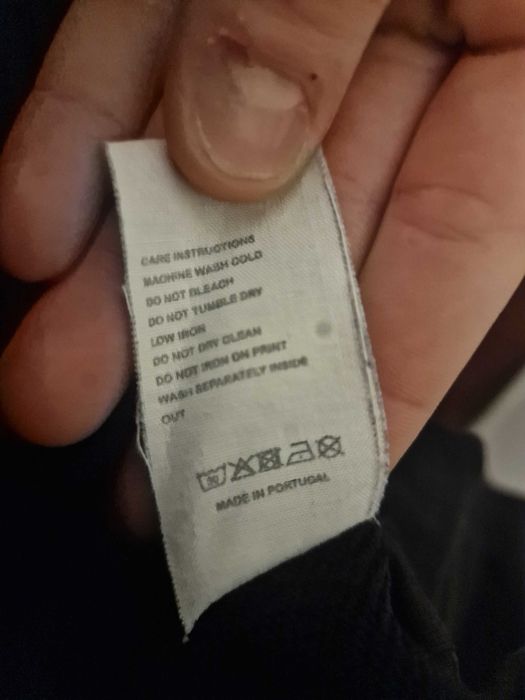 CARE INSTRUCTIONS
MACHINE WASH COLD
DO NOT BLEACH
DO NOT TUMBLE DRY
LOW IRON
DO NOT DRY CLEAN
DO NOT IRON ON PRINT
WASH SEPARATELY INSIDE
OUT
MADE IN PORTUGAL